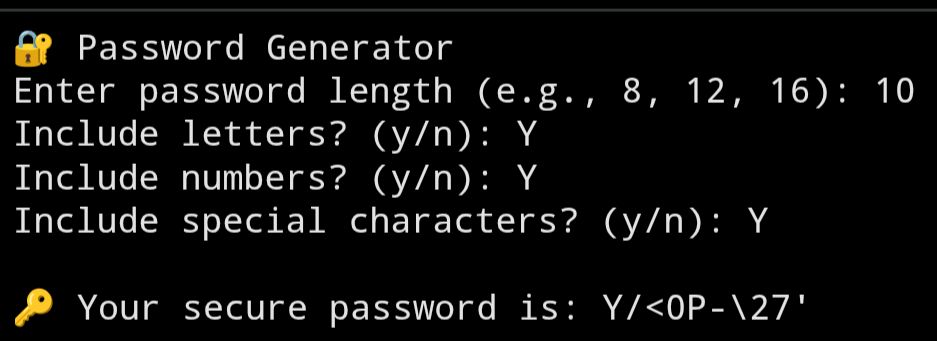 🔐 Password Generator
Enter password length (e.g., 8, 12, 16): 10
Include letters? (y/n): Y
Include numbers? (y/n): Y
Include special characters? (y/n): Y
🔑 Your secure password is: Y/<0P-\27'